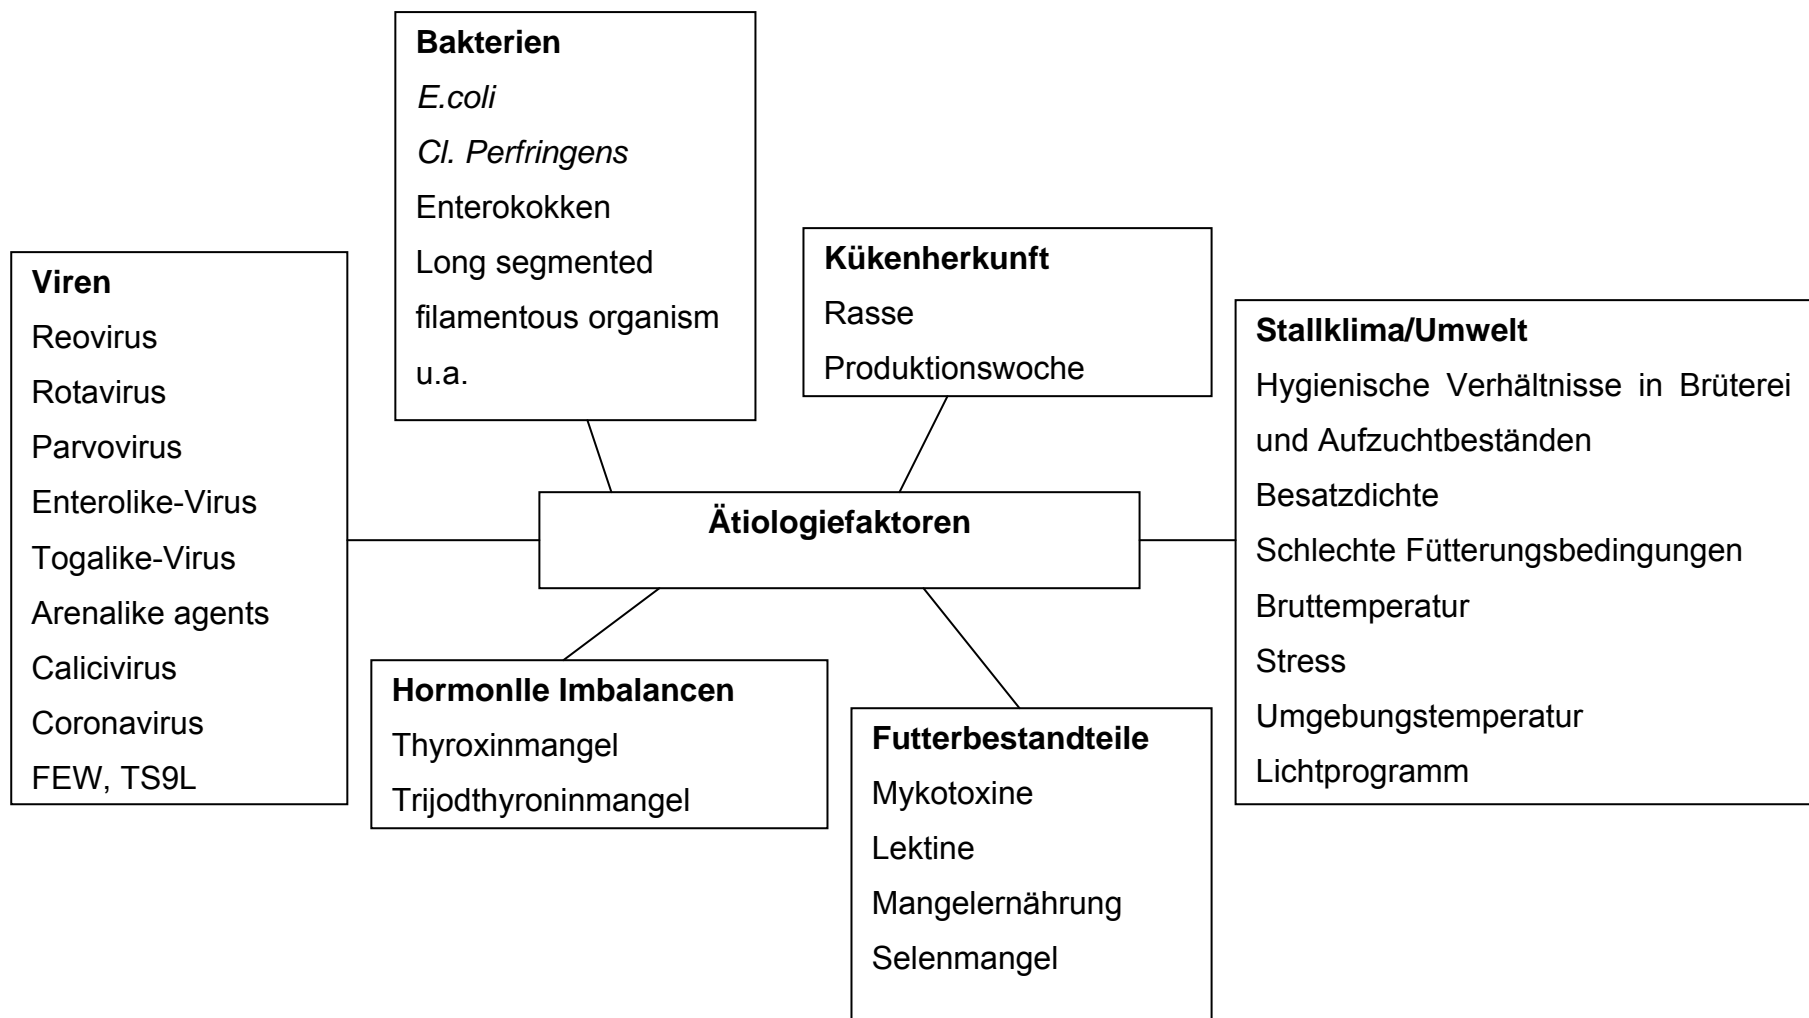 Bakterien
E.coli
Cl. Perfringens
Enterokokken
Long segmented
filamentous organism
u.a.
Kükenherkunft
Rasse
Produktionswoche
Viren
Reovirus
Rotavirus
Parvovirus
Enterolike-Virus
Togalike-Virus
Arenalike agents
Calicivirus
Coronavirus
FEW, TS9L
Stallklima/Umwelt
Hygienische Verhältnisse in Brüterei
und Aufzuchtbeständen
Besatzdichte
Schlechte Fütterungsbedingungen
Bruttemperatur
Stress
Umgebungstemperatur
Lichtprogramm
Ätiologiefaktoren
Hormonlle Imbalancen
Thyroxinmangel
Trijodthyroninmangel
Futterbestandteile
Mykotoxine
Lektine
Mangelernährung
Selenmangel